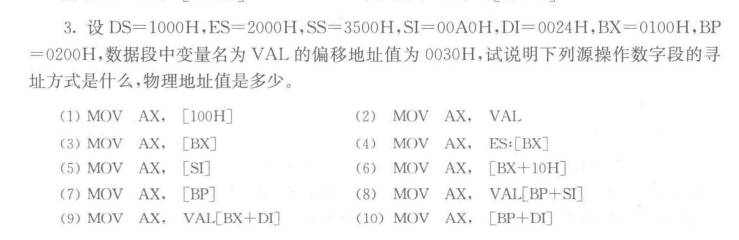 3. 设 DS=1000H,ES=2000H,SS=3500H,SI=00A0H,DI=0024H,BX=0100H,BP
=0200H,数据段中变量名为 VAL 的偏移地址值为 0030H,试说明下列源操作数字段的寻
址方式是什么,物理地址值是多少。
(1) MOV AX, [100H] (2) MOV AX, VAL
(3) MOV AX, [BX] (4) MOV AX, ES:[BX]
(5) MOV AX, [SI] (6) MOV AX, [BX+10H]
(7) MOV AX, [BP] (8) MOV AX, VAL[BP+SI]
(9) MOV AX, VAL[BX+DI] (10) MOV AX, [BP+DI]